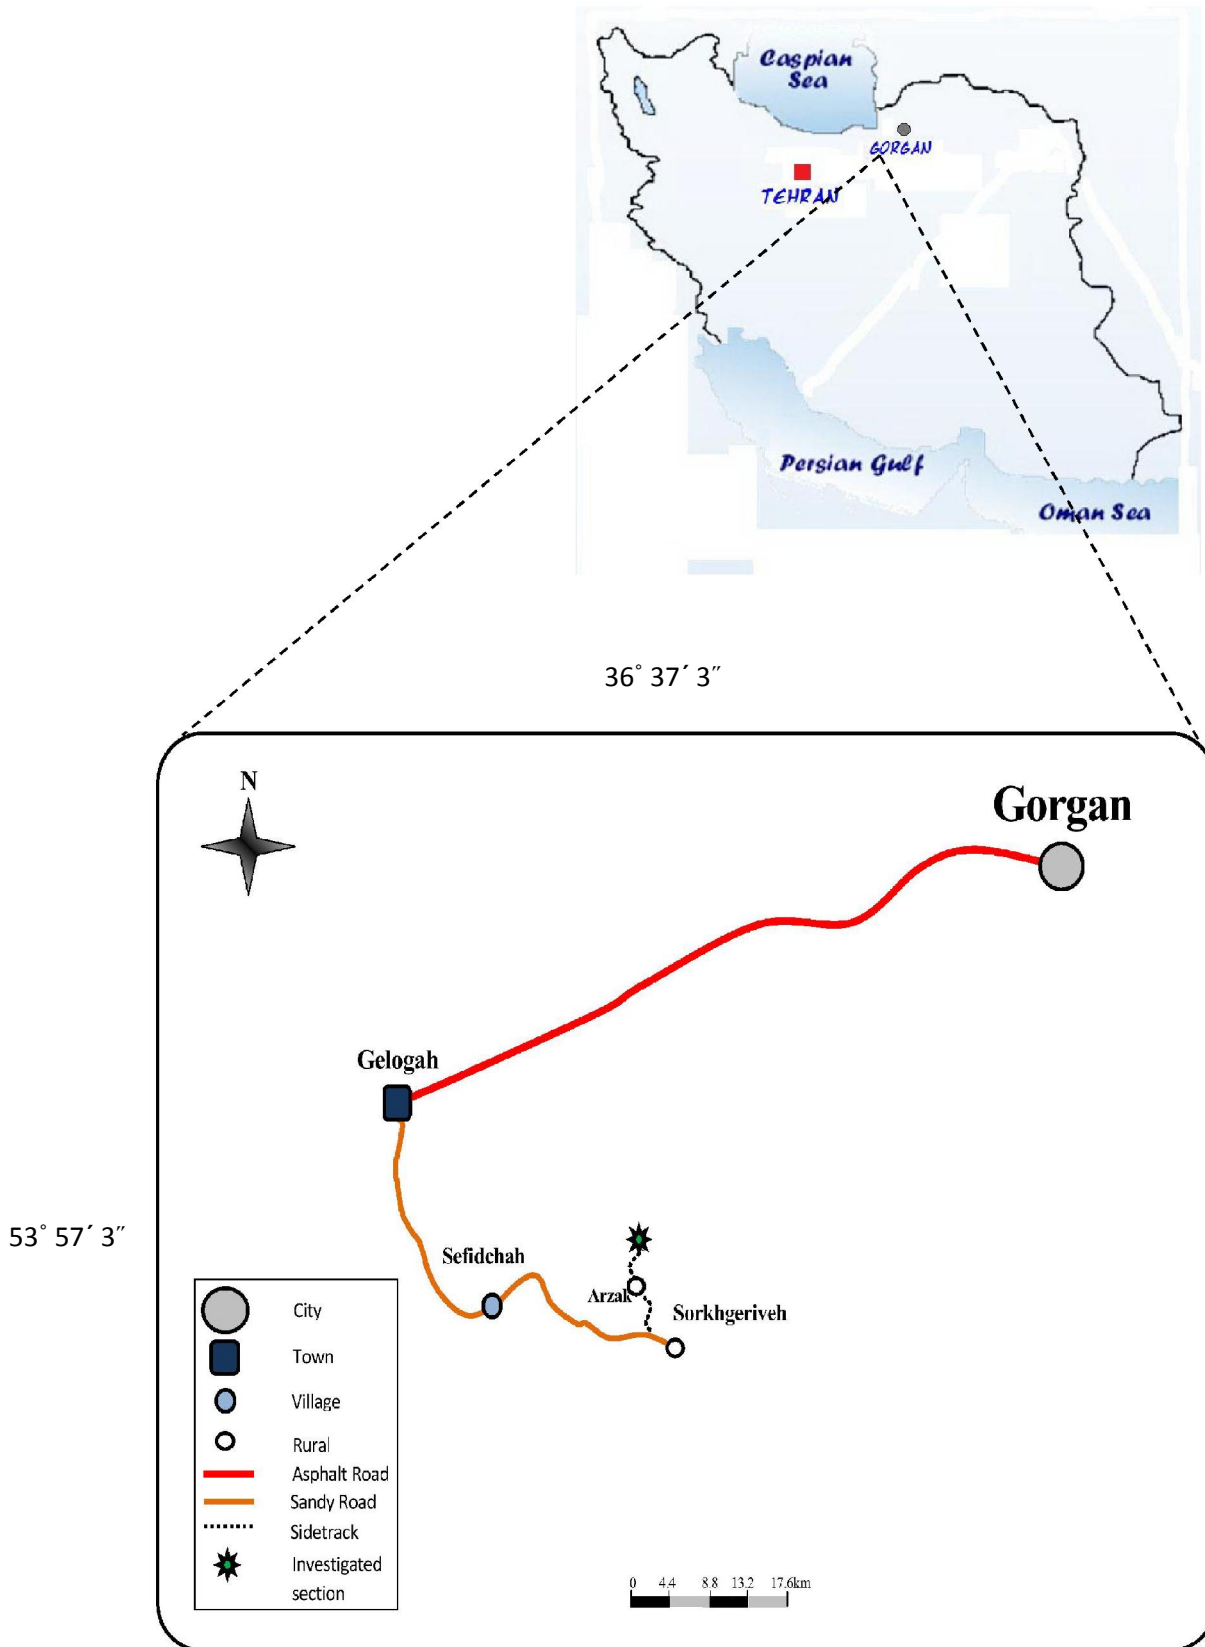 Caspian
Sea
GORGAN
TEHRAN
Persian Gulf
Oman Sea
36° 37´ 3˝
N
Gorgan
Gelogah
53° 57´ 3˝
Sefidchah
Arzak
Sorkhgeriveh
City
Town
Village
Rural
Asphalt Road
Sandy Road
Sidetrack
Investigated
section
0 4.4 8.8 13.2 17.6km